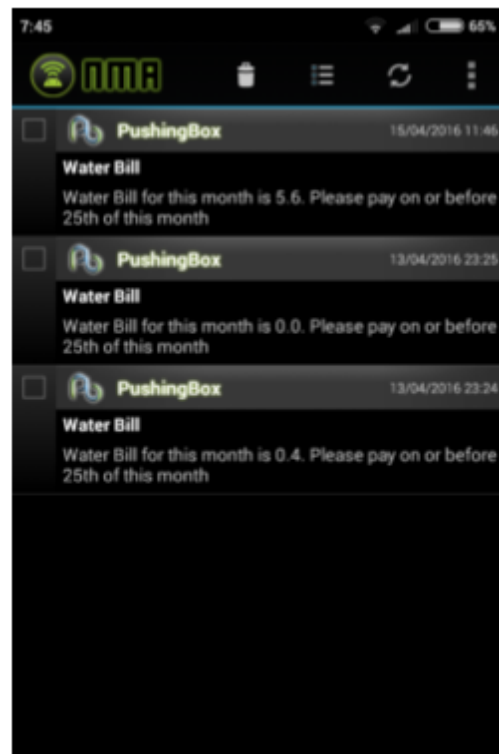 7:45 65%
NMA
PushingBox 15/04/2016 11:46
Water Bill
Water Bill for this month is 5.6. Please pay on or before
25th of this month
PushingBox 13/04/2016 23:25
Water Bill
Water Bill for this month is 0.0. Please pay on or before
25th of this month
PushingBox 13/04/2016 23:24
Water Bill
Water Bill for this month is 0.4. Please pay on or before
25th of this month